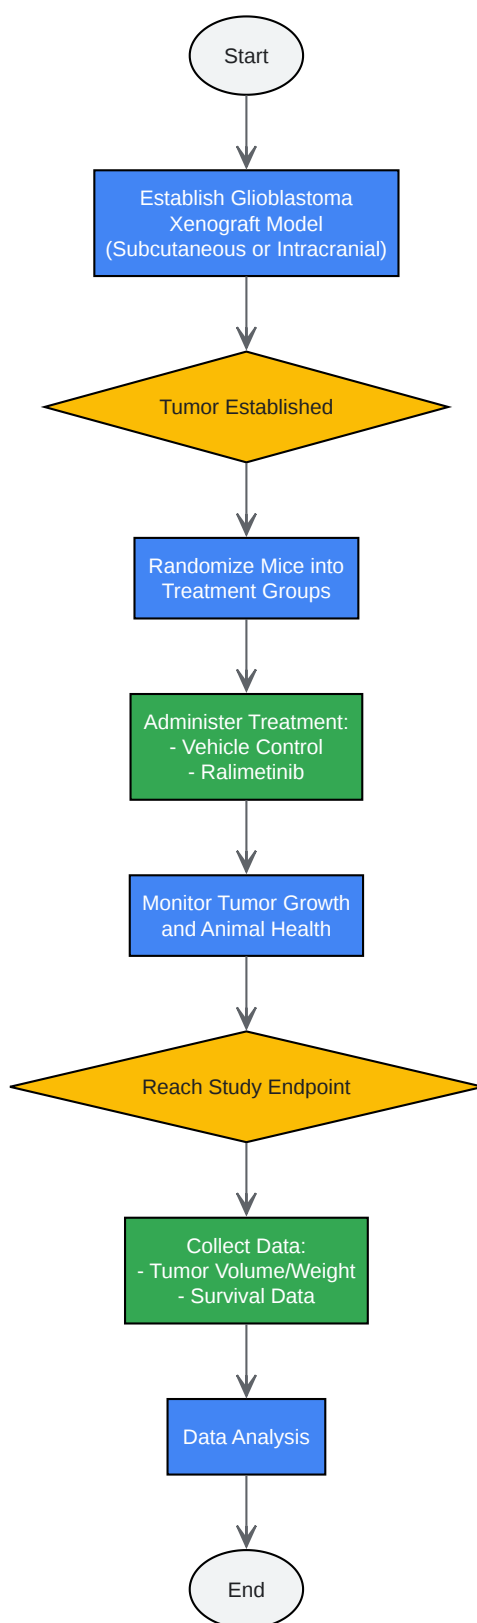 Start
Establish Glioblastoma
Xenograft Model
(Subcutaneous or Intracranial)
Tumor Established
Randomize Mice into
Treatment Groups
Administer Treatment:
- Vehicle Control
- Ralimetinib
Monitor Tumor Growth
and Animal Health
Reach Study Endpoint
Collect Data:
- Tumor Volume/Weight
- Survival Data
Data Analysis
End